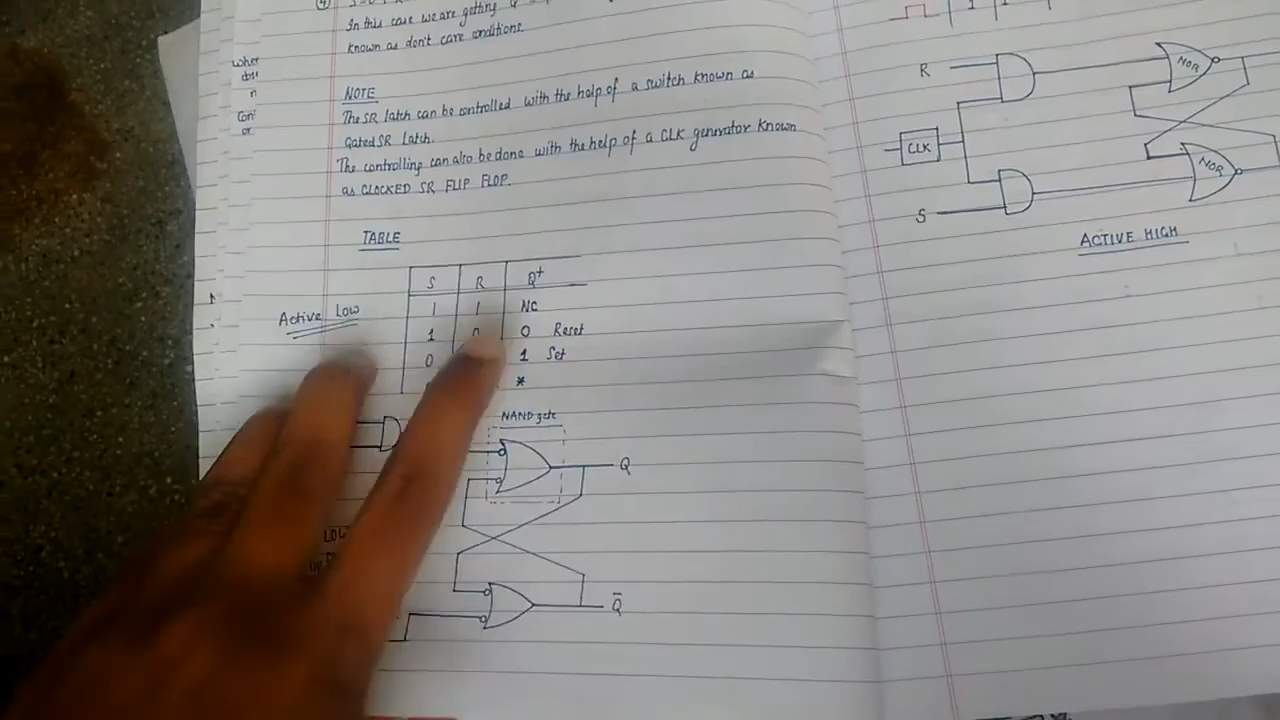 In this case we are getting Q
known as don't care conditions.
NOTE
The SR latch can be controlled with the help of a switch known as
Gated SR Latch.
The controlling can also be done with the help of a CLK generator known
as CLOCKED SR FLIP FLOP.
TABLE
Active Low
S R Q+
1 1 NC
1 0 0 Reset
0 1 Set
*
NAND gate
Q
LOW
Q̄
R
NOR
CLK
NOR
S
ACTIVE HIGH